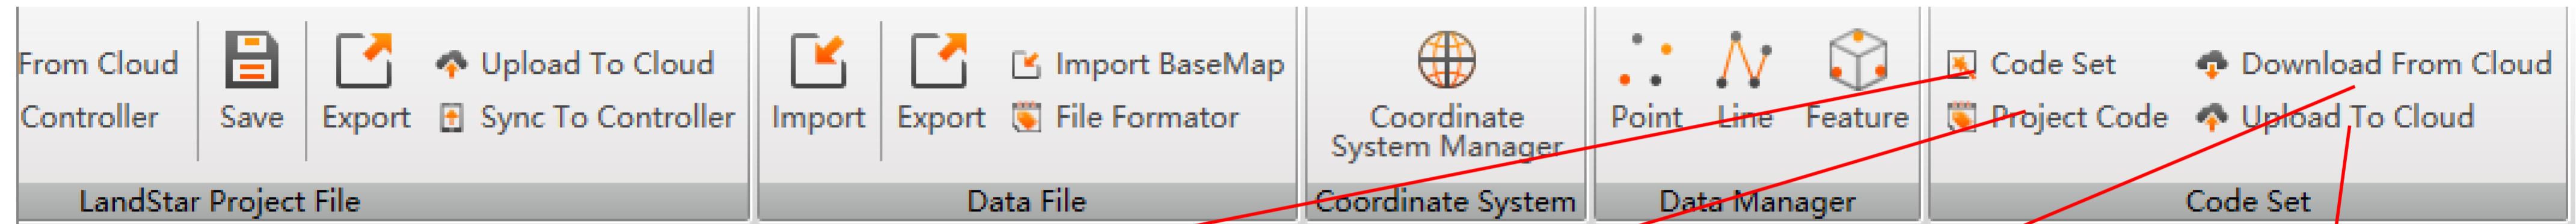 From Cloud
Controller
Save
Export
Upload To Cloud
Sync To Controller
LandStar Project File
Import
Export
Import BaseMap
File Formator
Data File
Coordinate
System Manager
Coordinate System
Point
Line
Feature
Data Manager
Code Set
Project Code
Download From Cloud
Upload To Cloud
Code Set